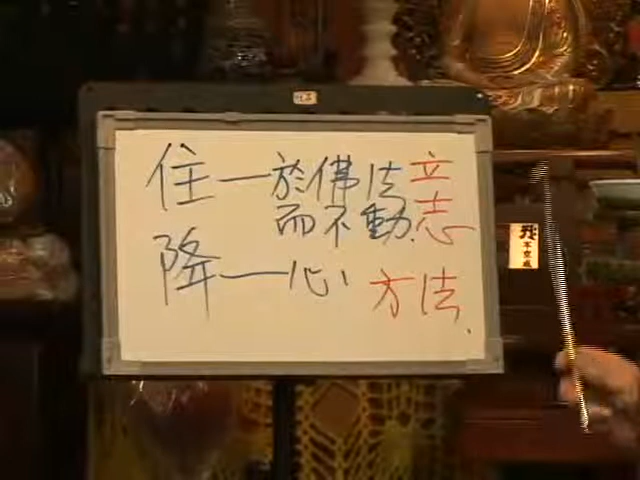 住一於佛法立志
而不動
降一心 方法